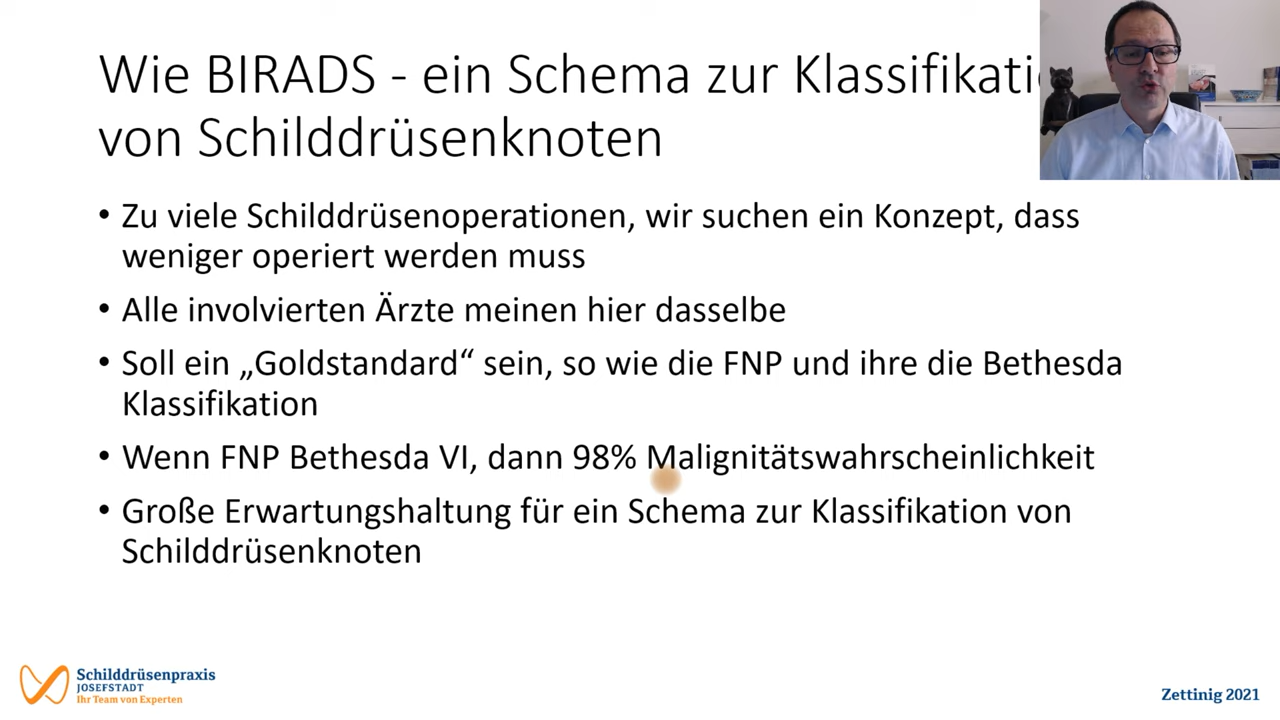 Wie BIRADS - ein Schema zur Klassifikati
von Schilddrüsenknoten
• Zu viele Schilddrüsenoperationen, wir suchen ein Konzept, dass
weniger operiert werden muss
• Alle involvierten Ärzte meinen hier dasselbe
• Soll ein „Goldstandard“ sein, so wie die FNP und ihre die Bethesda
Klassifikation
• Wenn FNP Bethesda VI, dann 98% Malignitätswahrscheinlichkeit
• Große Erwartungshaltung für ein Schema zur Klassifikation von
Schilddrüsenknoten
Schilddrüsenpraxis
JOSEFSTADT
Ihr Team von Experten
Zettinig 2021